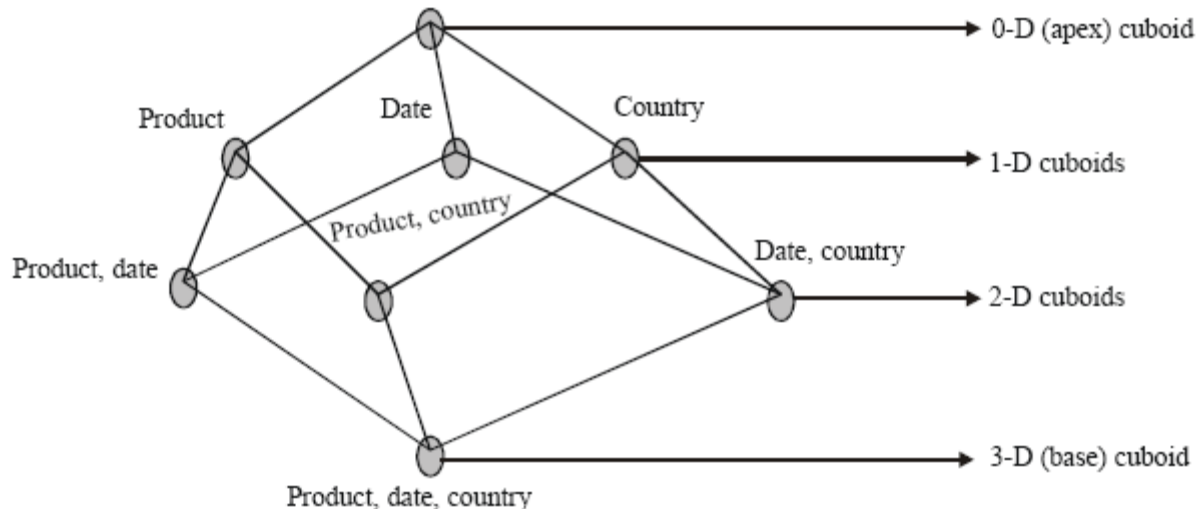 0-D (apex) cuboid
Product
Date
Country
1-D cuboids
Product, country
Product, date
Date, country
2-D cuboids
3-D (base) cuboid
Product, date, country